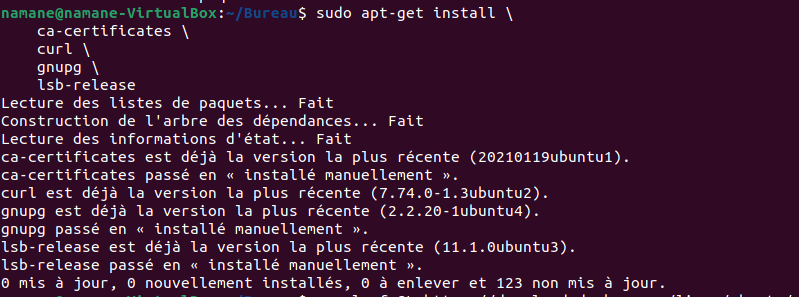 namane@namane-VirtualBox:~/Bureau$ sudo apt-get install \
    ca-certificates \
    curl \
    gnupg \
    lsb-release
Lecture des listes de paquets... Fait
Construction de l'arbre des dépendances... Fait
Lecture des informations d'état... Fait
ca-certificates est déjà la version la plus récente (20210119ubuntu1).
ca-certificates passé en « installé manuellement ».
curl est déjà la version la plus récente (7.74.0-1.3ubuntu2).
gnupg est déjà la version la plus récente (2.2.20-1ubuntu4).
gnupg passé en « installé manuellement ».
lsb-release est déjà la version la plus récente (11.1.0ubuntu3).
lsb-release passé en « installé manuellement ».
0 mis à jour, 0 nouvellement installés, 0 à enlever et 123 non mis à jour.